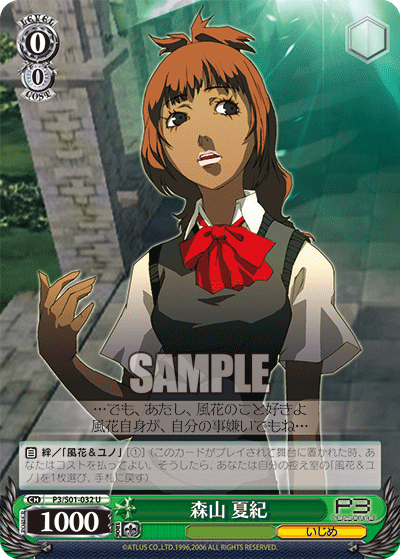 LEVEL
0
0
COST
SAMPLE
…でも、あたし、風花のこと好きよ
風花自身が、自分の事嫌いでもね…
自 絆／「風花＆ユノ」［①］（このカードがプレイされて舞台に置かれた時、あ
なたはコストを払ってよい。そうしたら、あなたは自分の控え室の「風花＆ユ
ノ」を1枚選び、手札に戻す）
CH P3/S01-032 U
POWER
1000
森山 夏紀
P3
PERSONA3
いじめ
©ATLUS CO.,LTD.1996,2006 ALL RIGHTS RESERVED.